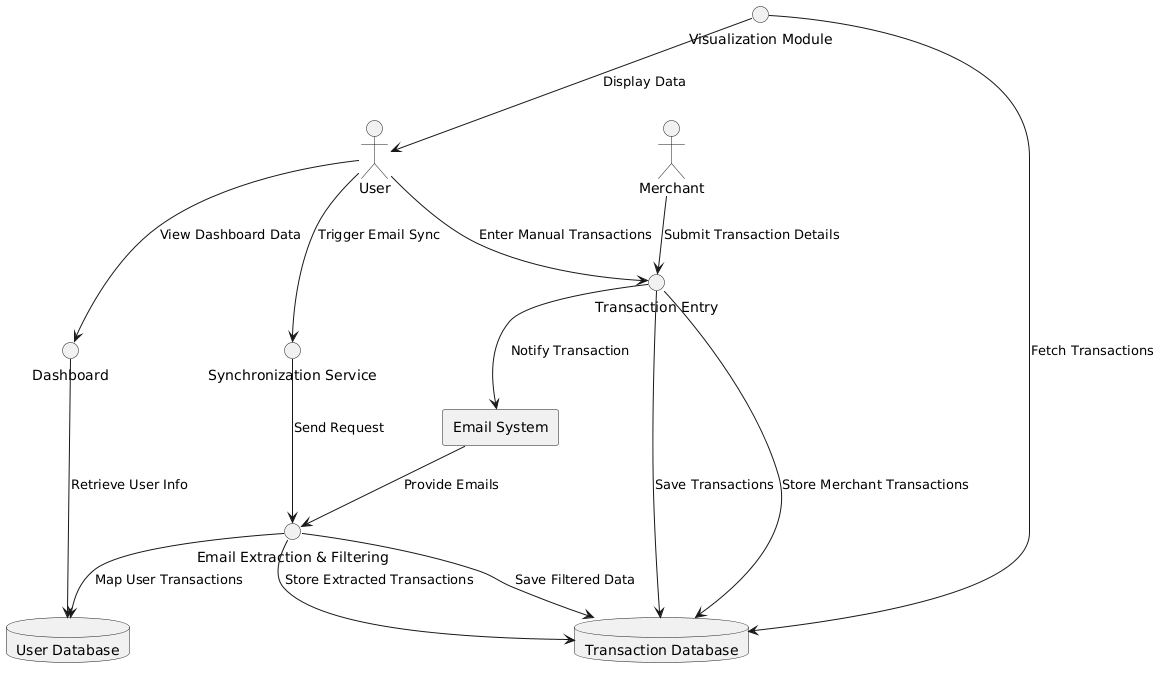 Visualization Module
Display Data
User
Merchant
View Dashboard Data
Trigger Email Sync
Enter Manual Transactions
Submit Transaction Details
Transaction Entry
Notify Transaction
Fetch Transactions
Dashboard
Synchronization Service
Send Request
Email System
Retrieve User Info
Provide Emails
Save Transactions
Store Merchant Transactions
Email Extraction & Filtering
Map User Transactions
Store Extracted Transactions
Save Filtered Data
User Database
Transaction Database